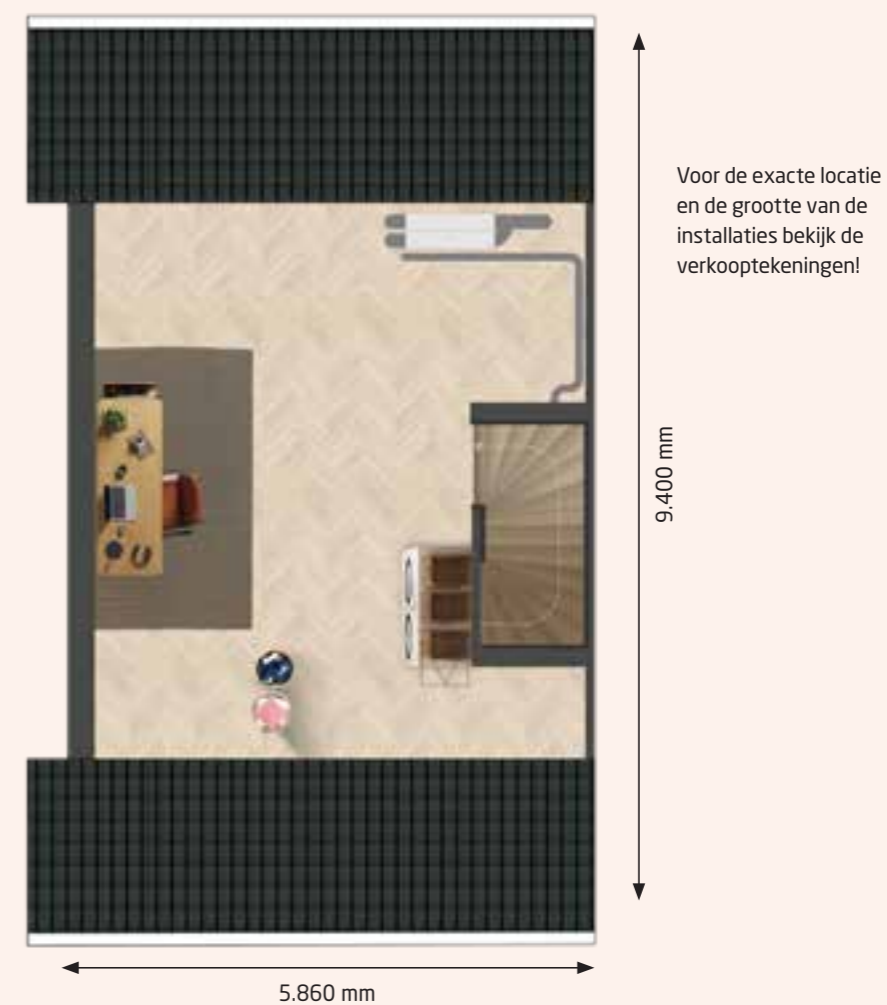 Voor de exacte locatie
en de grootte van de
installaties bekijk de
verkooptekeningen!
9.400 mm
5.860 mm